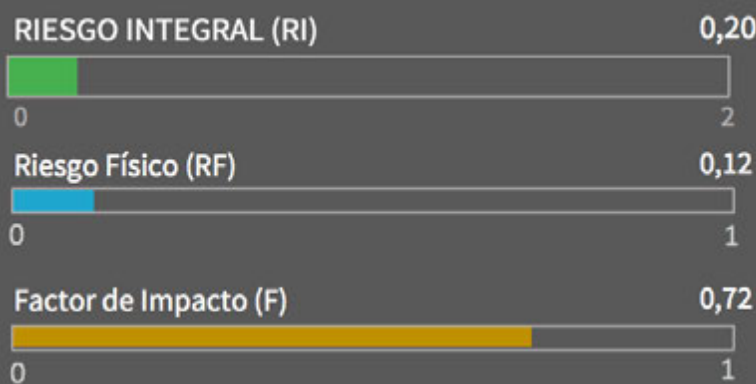 RIESGO INTEGRAL (RI) 0,20
0 2
Riesgo Físico (RF) 0,12
0 1
Factor de Impacto (F) 0,72
0 1